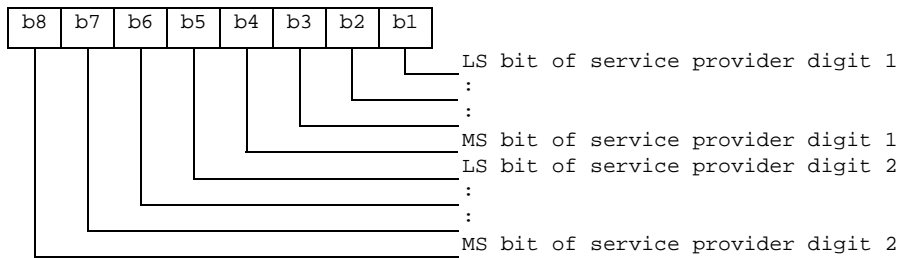 b8 b7 b6 b5 b4 b3 b2 b1
LS bit of service provider digit 1
:
:
MS bit of service provider digit 1
LS bit of service provider digit 2
:
:
MS bit of service provider digit 2